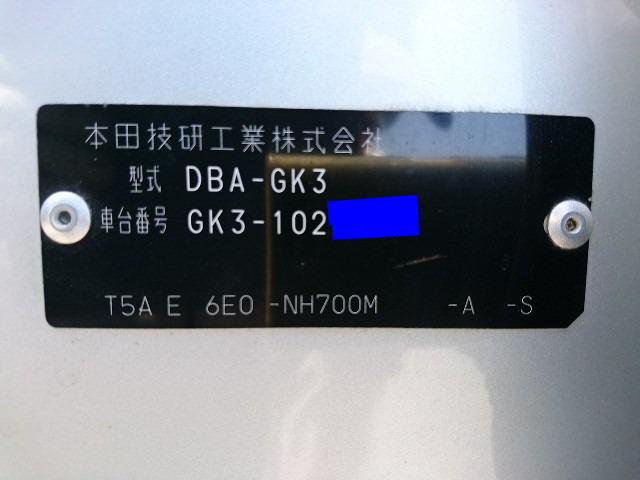 本田技研工業株式会社
型式 DBA-GK3
車台番号 GK3-102
T5A E 6E0 -NH700M -A -S